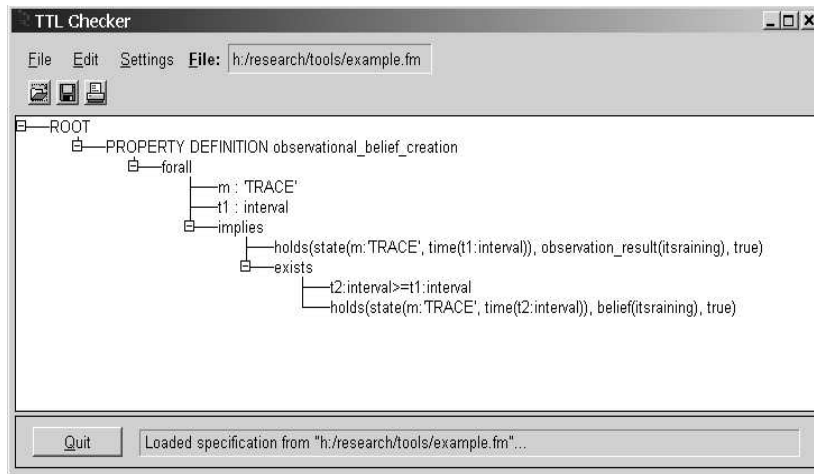 TTL Checker
File Edit Settings File: h:/research/tools/example.fm
ROOT
PROPERTY DEFINITION observational_belief_creation
forall
m : 'TRACE'
t1 : interval
implies
holds(state(m:'TRACE', time(t1:interval)), observation_result(itsraining), true)
exists
t2:interval>=t1:interval
holds(state(m:'TRACE', time(t2:interval)), belief(itsraining), true)
Quit Loaded specification from "h:/research/tools/example.fm"...